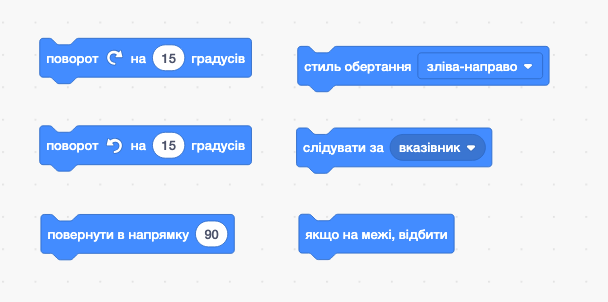 поворот на 15 градусів
стиль обертання зліва-направо
поворот на 15 градусів
слідувати за вказівник
повернути в напрямку 90
якщо на межі, відбити